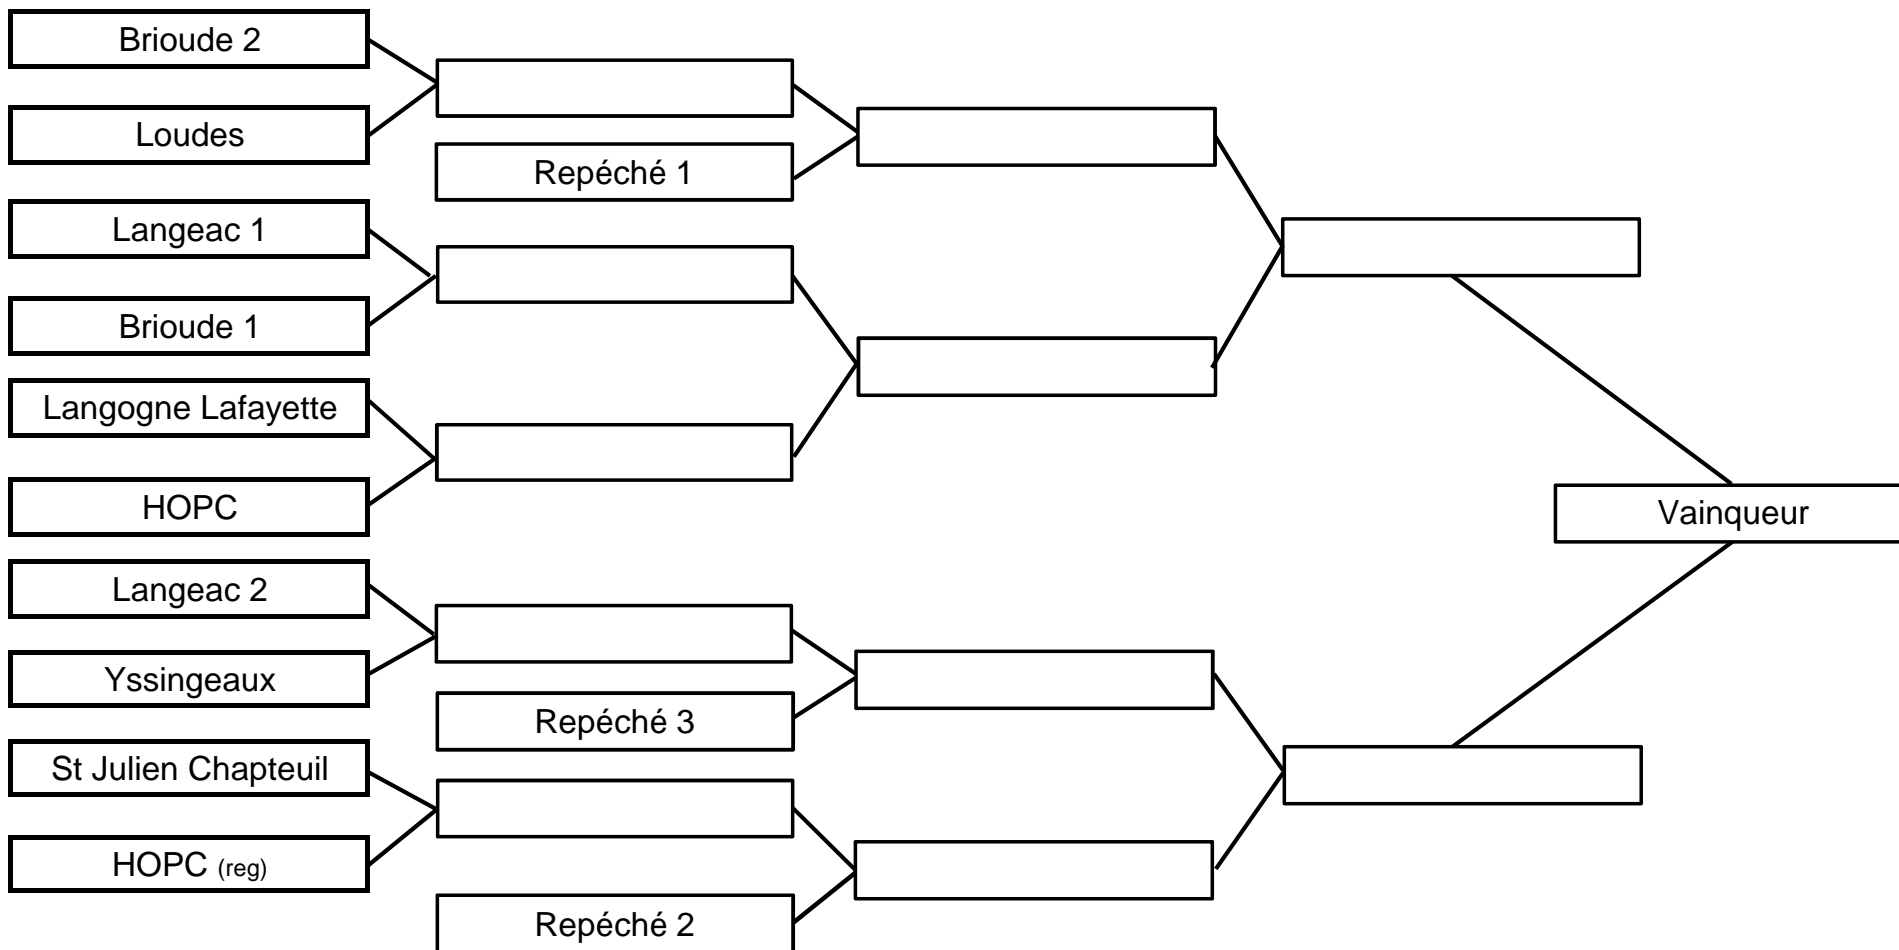 Brioude 2
Loudes
Repéché 1
Langeac 1
Brioude 1
Langogne Lafayette
HOPC
Vainqueur
Langeac 2
Yssingeaux
Repéché 3
St Julien Chapteuil
HOPC (reg)
Repéché 2